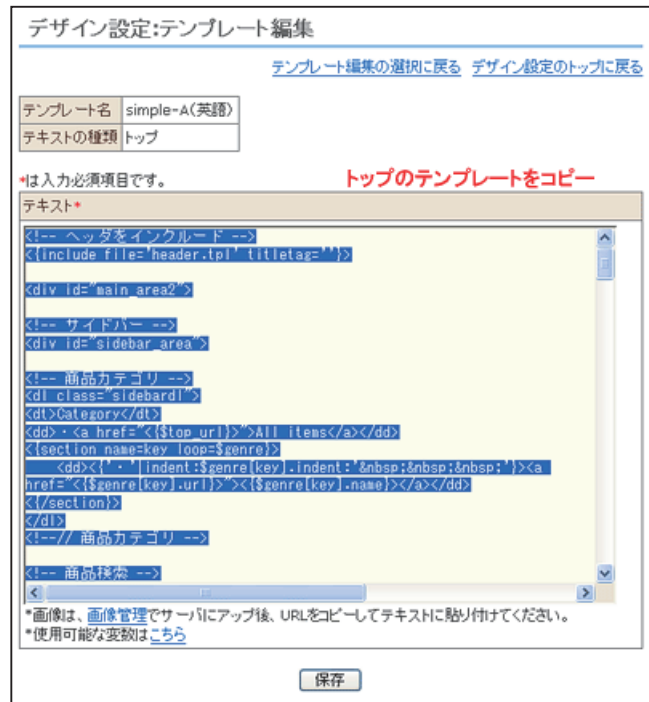 デザイン設定:テンプレート編集
テンプレート編集の選択に戻る デザイン設定のトップに戻る
テンプレート名 simple-A(英語)
テキストの種類 トップ
*は入力必須項目です。 トップのテンプレートをコピー
テキスト*
<!-- ヘッダをインクルード -->
<{include file='header.tpl' titletag=''}>
<div id="main_area2">
<!-- サイドバー -->
<div id="sidebar_area">
<!-- 商品カテゴリ -->
<dl class="sidebardl">
<dt>Category</dt>
<dd>・<a href="<{$top_url}>">All items</a></dd>
<{section name=key loop=$genre}>
<dd><{'・'|indent:$genre[key].indent:'&nbsp;&nbsp;&nbsp;'}><a
href="<{$genre[key].url}>"><{$genre[key].name}></a></dd>
<{/section}>
</dl>
<!--// 商品カテゴリ -->
<!-- 商品検索 -->
*画像は、画像管理でサーバにアップ後、URLをコピーしてテキストに貼り付けてください。
*使用可能な変数はこちら
保存